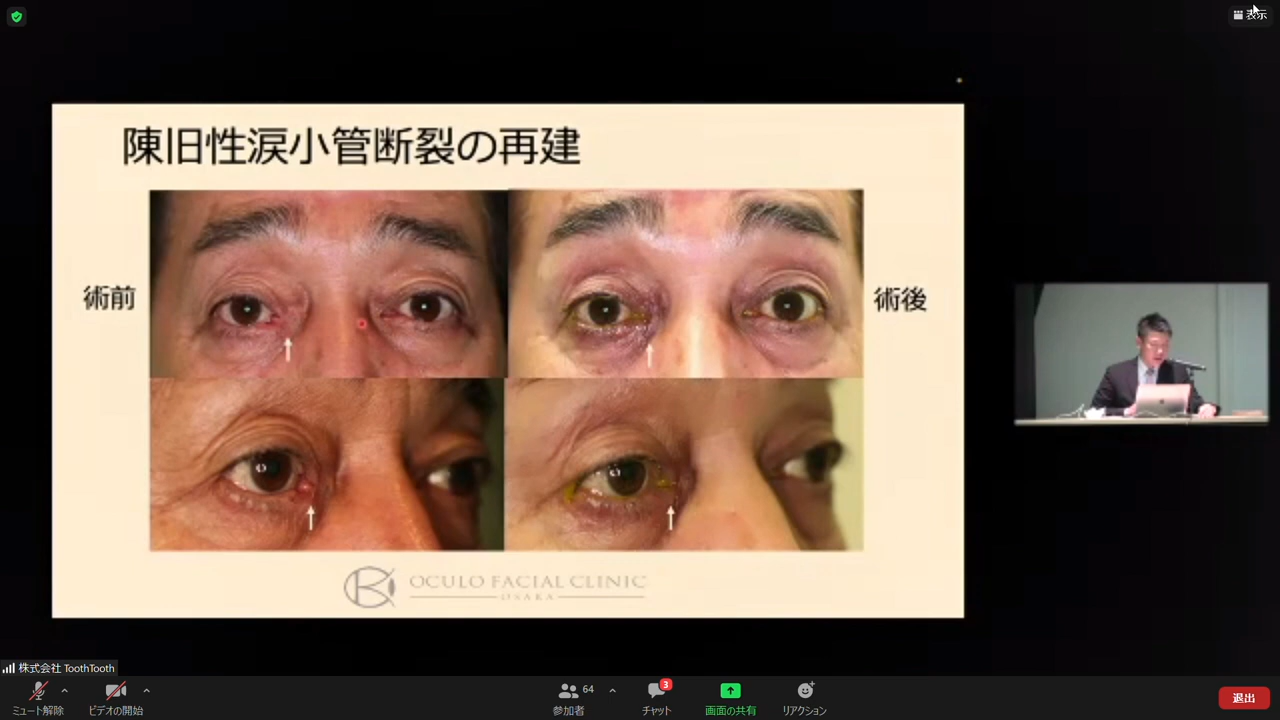 表示
陳旧性涙小管断裂の再建
術前
術後
OCULO FACIAL CLINIC
OSAKA
株式会社 ToothTooth
ミュート解除
ビデオの開始
64
参加者
3
チャット
画面の共有
リアクション
退出